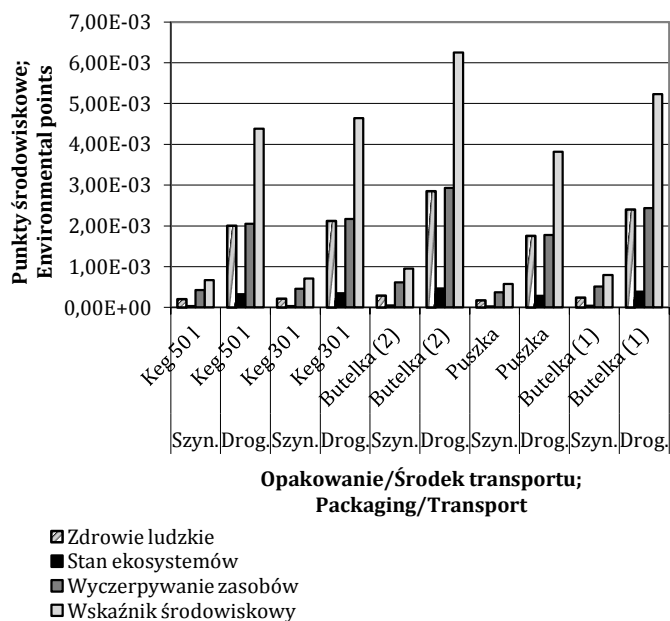 7,00E-03
6,00E-03
5,00E-03
4,00E-03
3,00E-03
2,00E-03
1,00E-03
0,00E+00
Punkty środowiskowe;
Environmental points
Keg 50 l
Keg 50 l
Keg 30 l
Keg 30 l
Butelka (2)
Butelka (2)
Puszka
Puszka
Butelka (1)
Butelka (1)
Szyn. Drog. Szyn. Drog. Szyn. Drog. Szyn. Drog. Szyn. Drog.
Opakowanie/Środek transportu;
Packaging/Transport
Zdrowie ludzkie
Stan ekosystemów
Wyczerpywanie zasobów
Wskaźnik środowiskowy